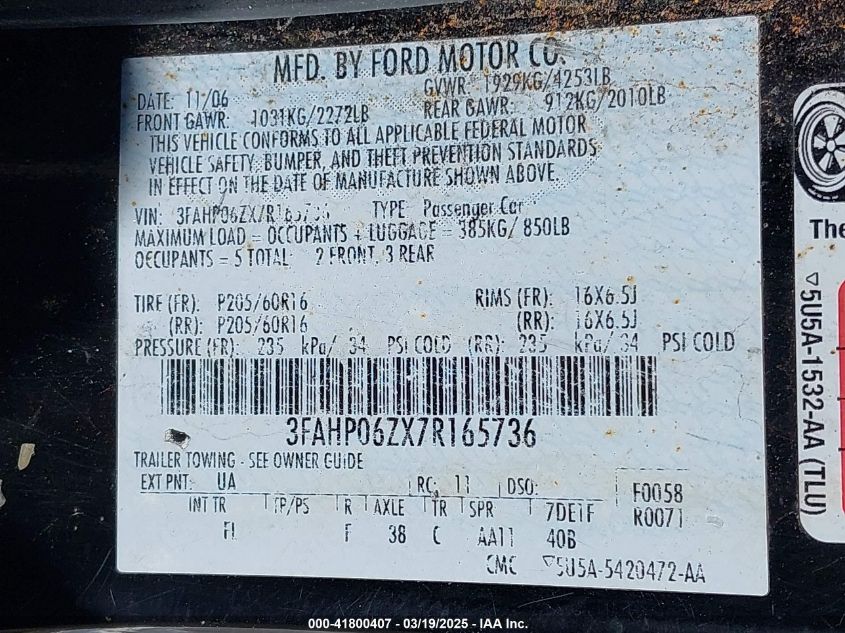 MFD. BY FORD MOTOR CO.
DATE: 11/06 GVWR: 1929KG/4253LB
FRONT GAWR: 1031KG/2272LB REAR GAWR: 912KG/2010LB
THIS VEHICLE CONFORMS TO ALL APPLICABLE FEDERAL MOTOR
VEHICLE SAFETY, BUMPER, AND THEFT PREVENTION STANDARDS
IN EFFECT ON THE DATE OF MANUFACTURE SHOWN ABOVE.
VIN: 3FAHP06ZX7R165736 TYPE: Passenger Car
MAXIMUM LOAD = OCCUPANTS + LUGGAGE = 385KG/ 850LB
OCCUPANTS = 5 TOTAL: 2 FRONT, 3 REAR
TIRE (FR): P205/60R16 RIMS (FR): 16X6.5J
(RR): P205/60R16 (RR): 16X6.5J
PRESSURE (FR): 235 kPa/ 34 PSI COLD (RR): 235 kPa/ 34 PSI COLD
3FAHP06ZX7R165736
TRAILER TOWING - SEE OWNER GUIDE
EXT PNT: UA RC: 11 DSO: F0058
INT TR TP/PS R AXLE TR SPR 7DE1F R0071
FI F 38 C AA11 40B
CMC ▽5U5A-5420472-AA
The
▽5U5A-1532-AA (TLU)
000-41800407 - 03/19/2025 - IAA Inc.